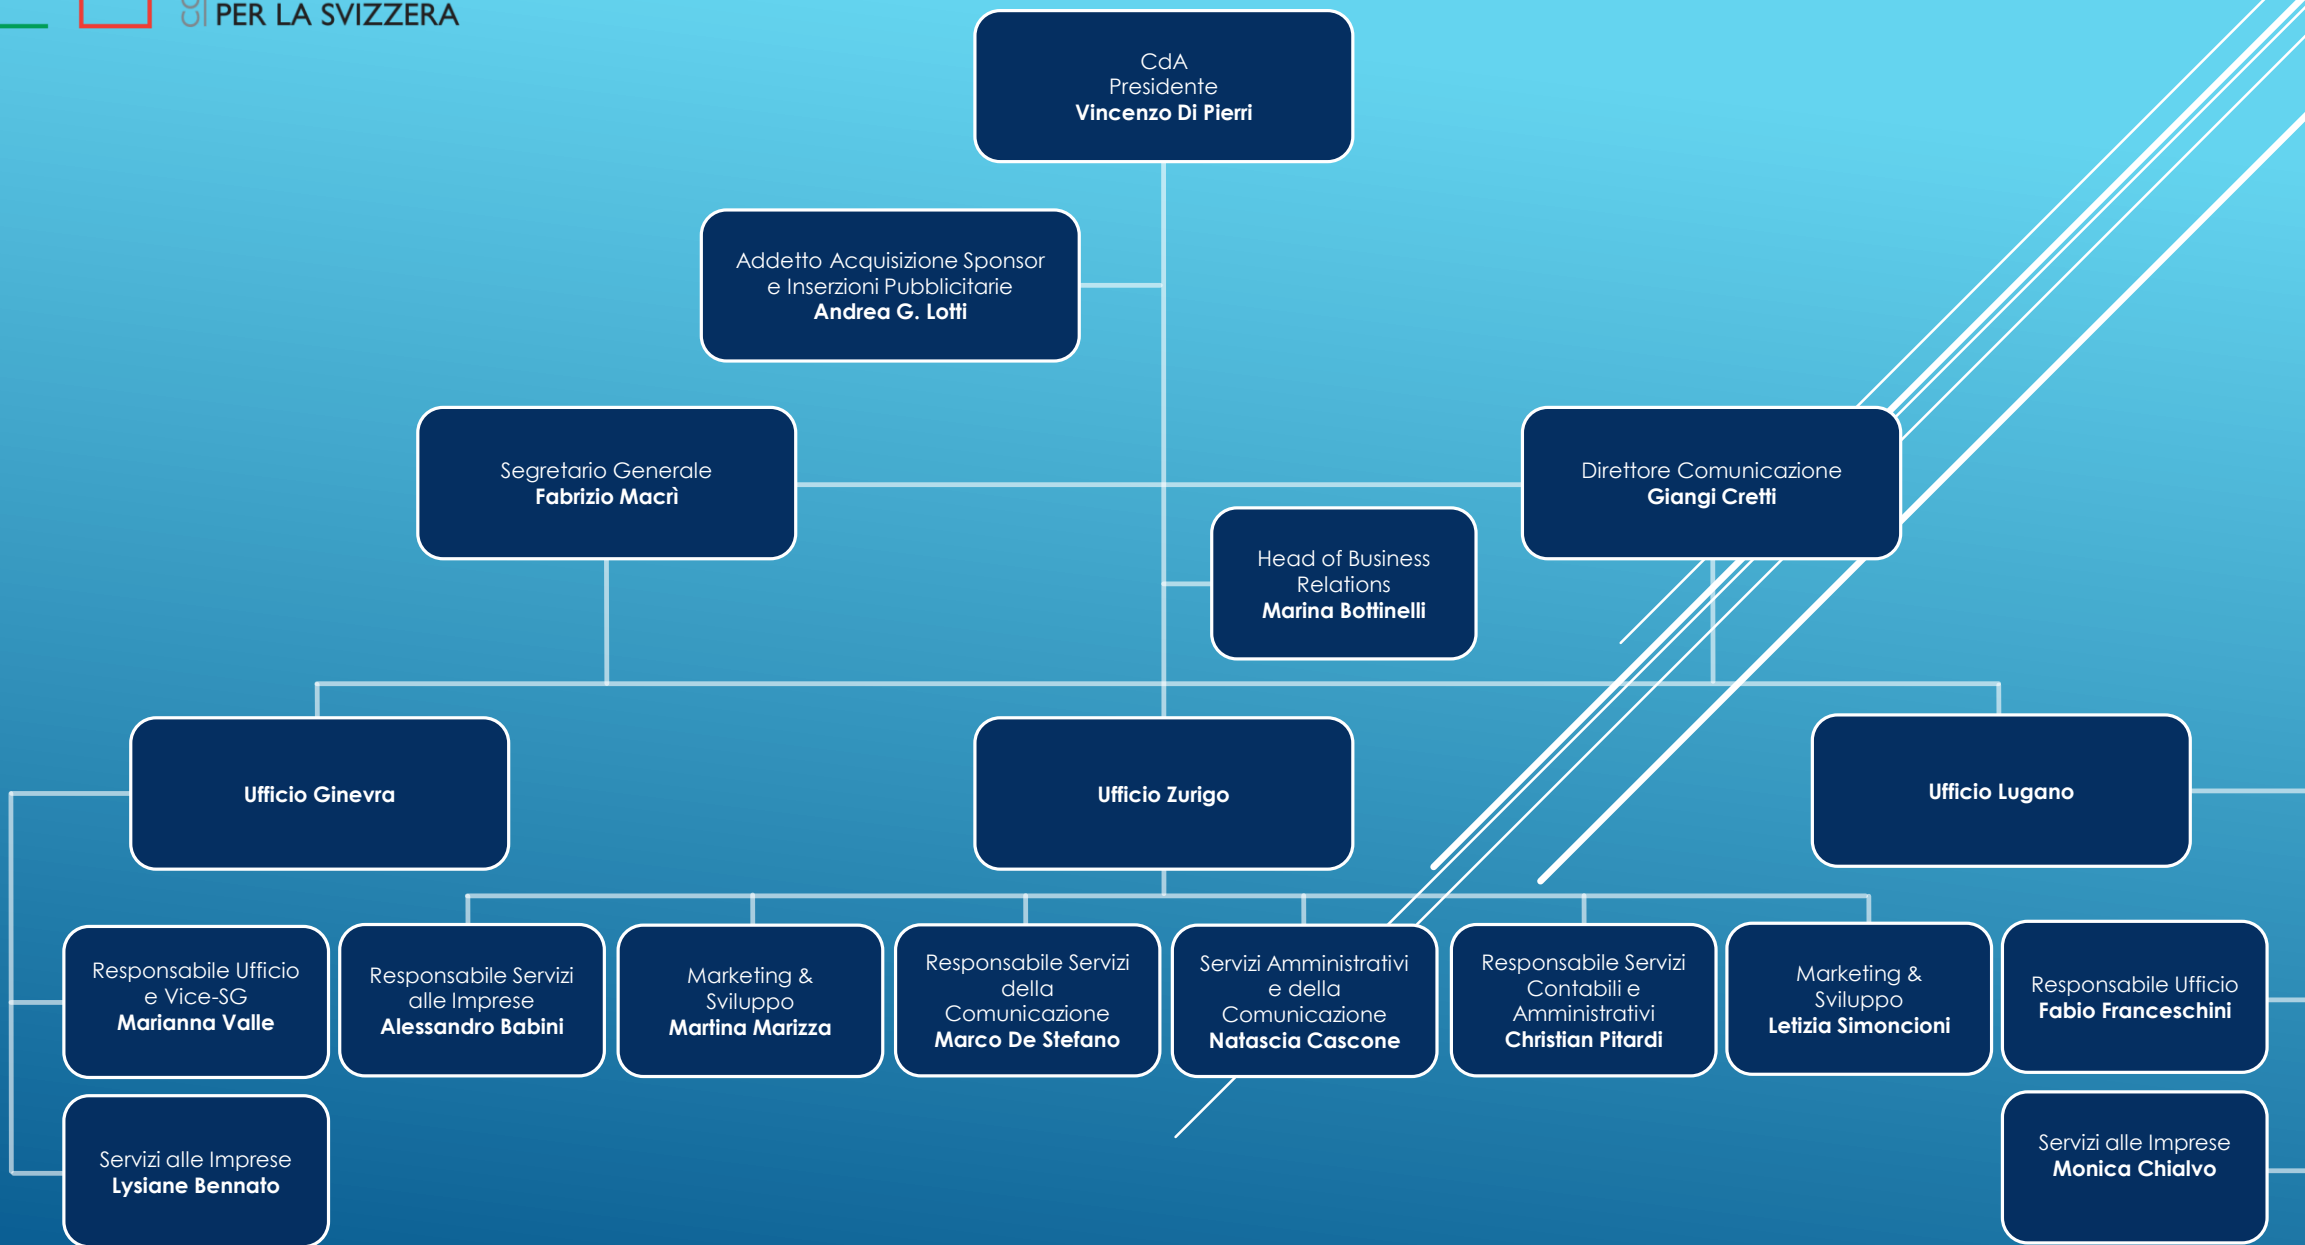 PER LA SVIZZERA
CdA
Presidente
Vincenzo Di Pierri
Addetto Acquisizione Sponsor
e Inserzioni Pubblicitarie
Andrea G. Lotti
Segretario Generale
Fabrizio Macrì
Direttore Comunicazione
Giangi Cretti
Head of Business
Relations
Marina Bottinelli
Ufficio Ginevra
Ufficio Zurigo
Ufficio Lugano
Responsabile Ufficio
e Vice-SG
Marianna Valle
Responsabile Servizi
alle Imprese
Alessandro Babini
Marketing &
Sviluppo
Martina Marizza
Responsabile Servizi
della
Comunicazione
Marco De Stefano
Servizi Amministrativi
e della
Comunicazione
Natascia Cascone
Responsabile Servizi
Contabili e
Amministrativi
Christian Pitardi
Marketing &
Sviluppo
Letizia Simoncioni
Responsabile Ufficio
Fabio Franceschini
Servizi alle Imprese
Lysiane Bennato
Servizi alle Imprese
Monica Chialvo